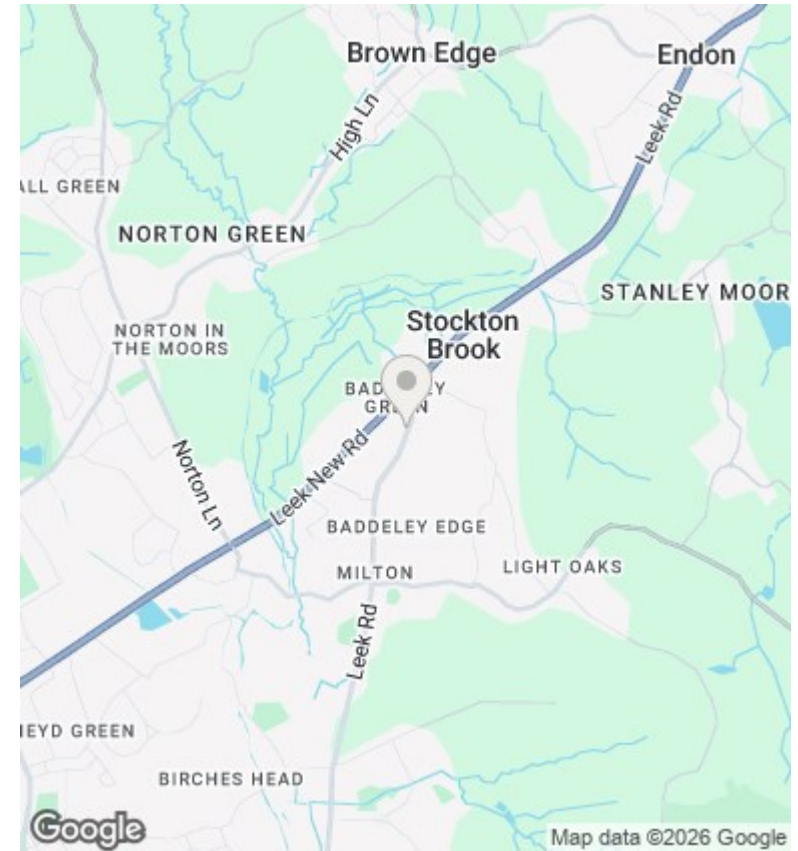 Brown Edge
Endon
High Ln
Leek Rd
ALL GREEN
NORTON GREEN
STANLEY MOOR
Stockton
Brook
NORTON IN
THE MOORS
BADDELEY
GREEN
Norton Ln
Leek New Rd
BADDELEY EDGE
MILTON
LIGHT OAKS
Leek Rd
HEYD GREEN
BIRCHES HEAD
Google
Map data ©2026 Google